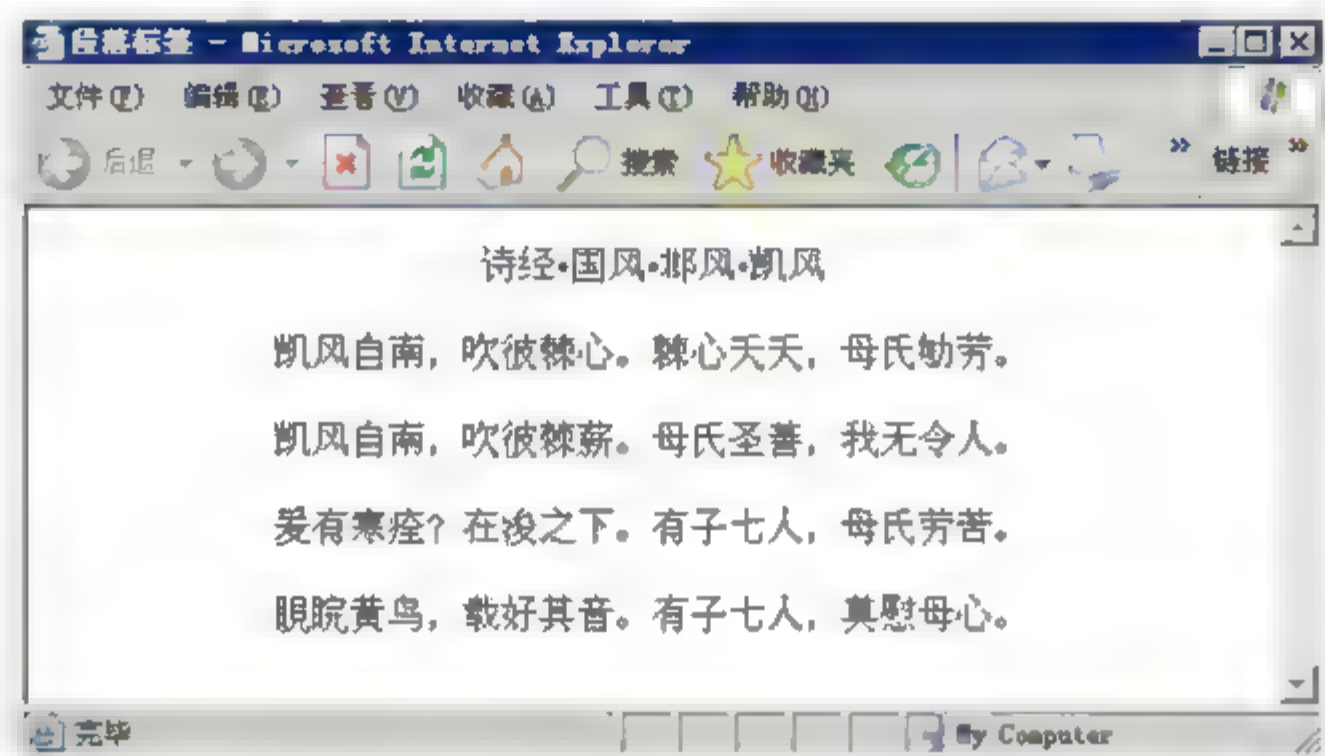 段落标签 - Microsoft Internet Explorer
文件(F) 编辑(E) 查看(V) 收藏(A) 工具(T) 帮助(H)
后退 搜索 收藏夹 » 链接 »
诗经·国风·邶风·凯风
凯风自南，吹彼棘心。棘心夭夭，母氏劬劳。
凯风自南，吹彼棘薪。母氏圣善，我无令人。
爰有寒泉？在浚之下。有子七人，母氏劳苦。
睍睆黄鸟，载好其音。有子七人，莫慰母心。
完毕 My Computer